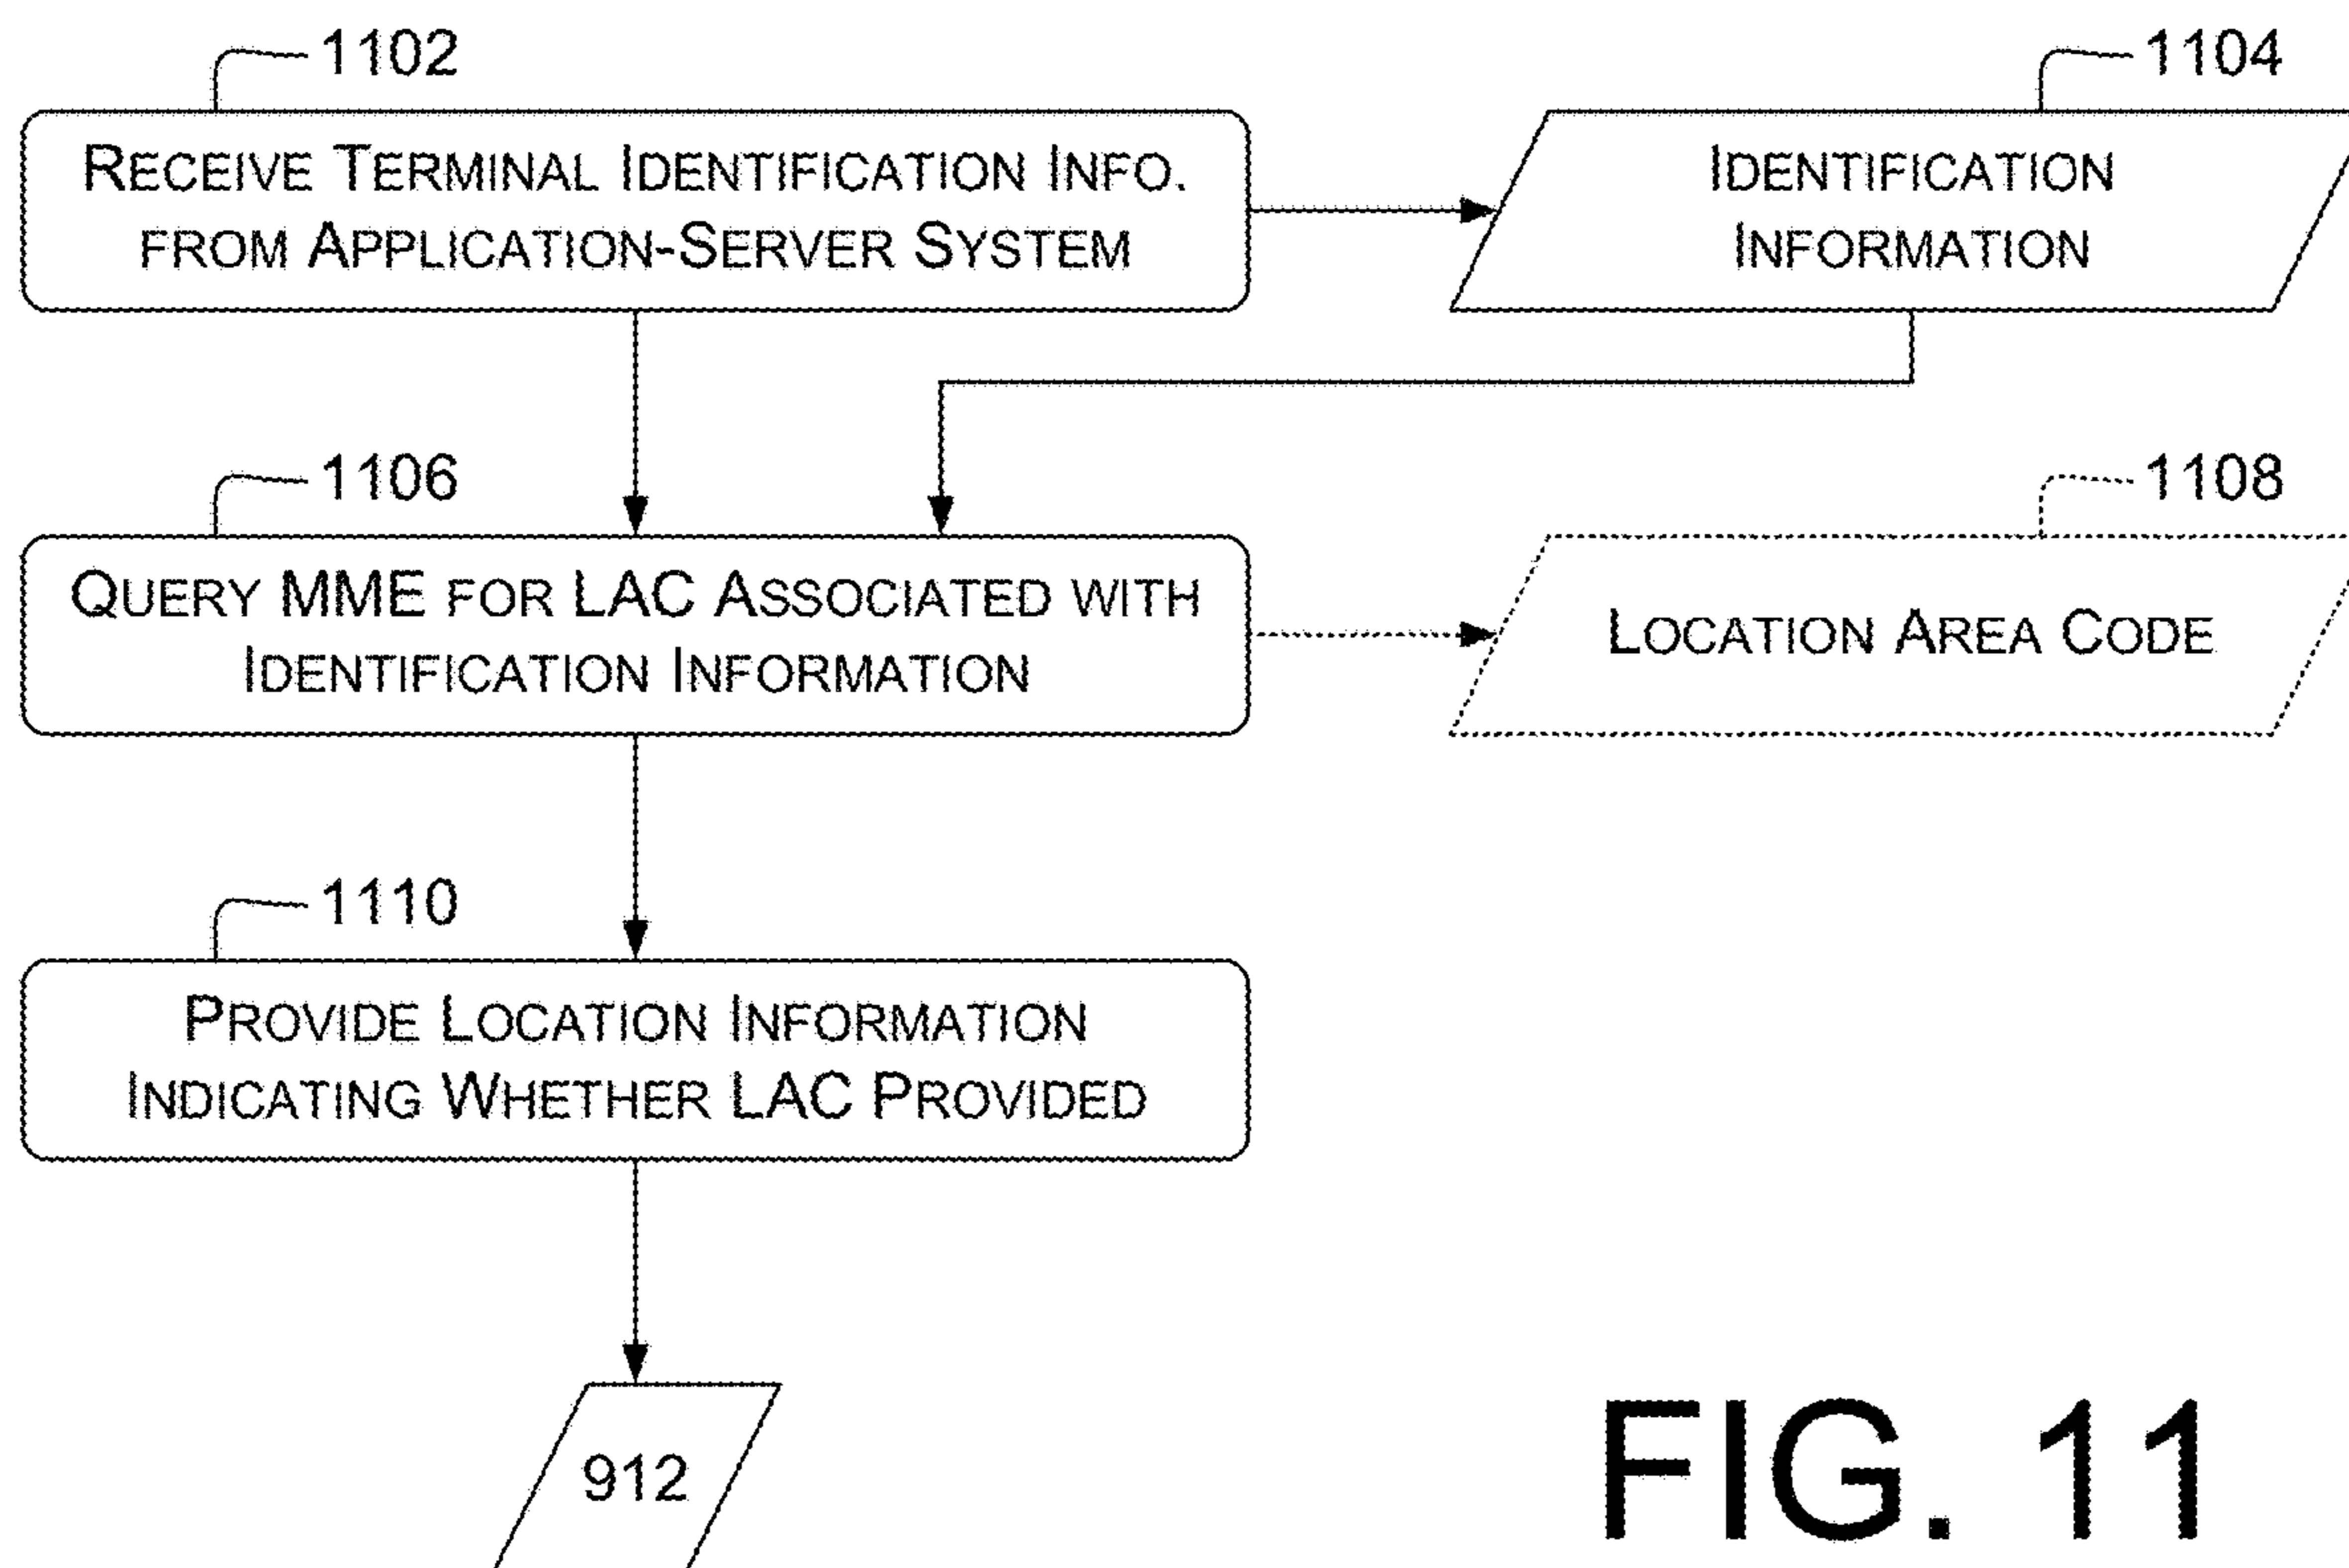 1102
1104
RECEIVE TERMINAL IDENTIFICATION INFO.
FROM APPLICATION-SERVER SYSTEM
IDENTIFICATION
INFORMATION
1106
1108
QUERY MME FOR LAC ASSOCIATED WITH
IDENTIFICATION INFORMATION
LOCATION AREA CODE
1110
PROVIDE LOCATION INFORMATION
INDICATING WHETHER LAC PROVIDED
912
FIG. 11